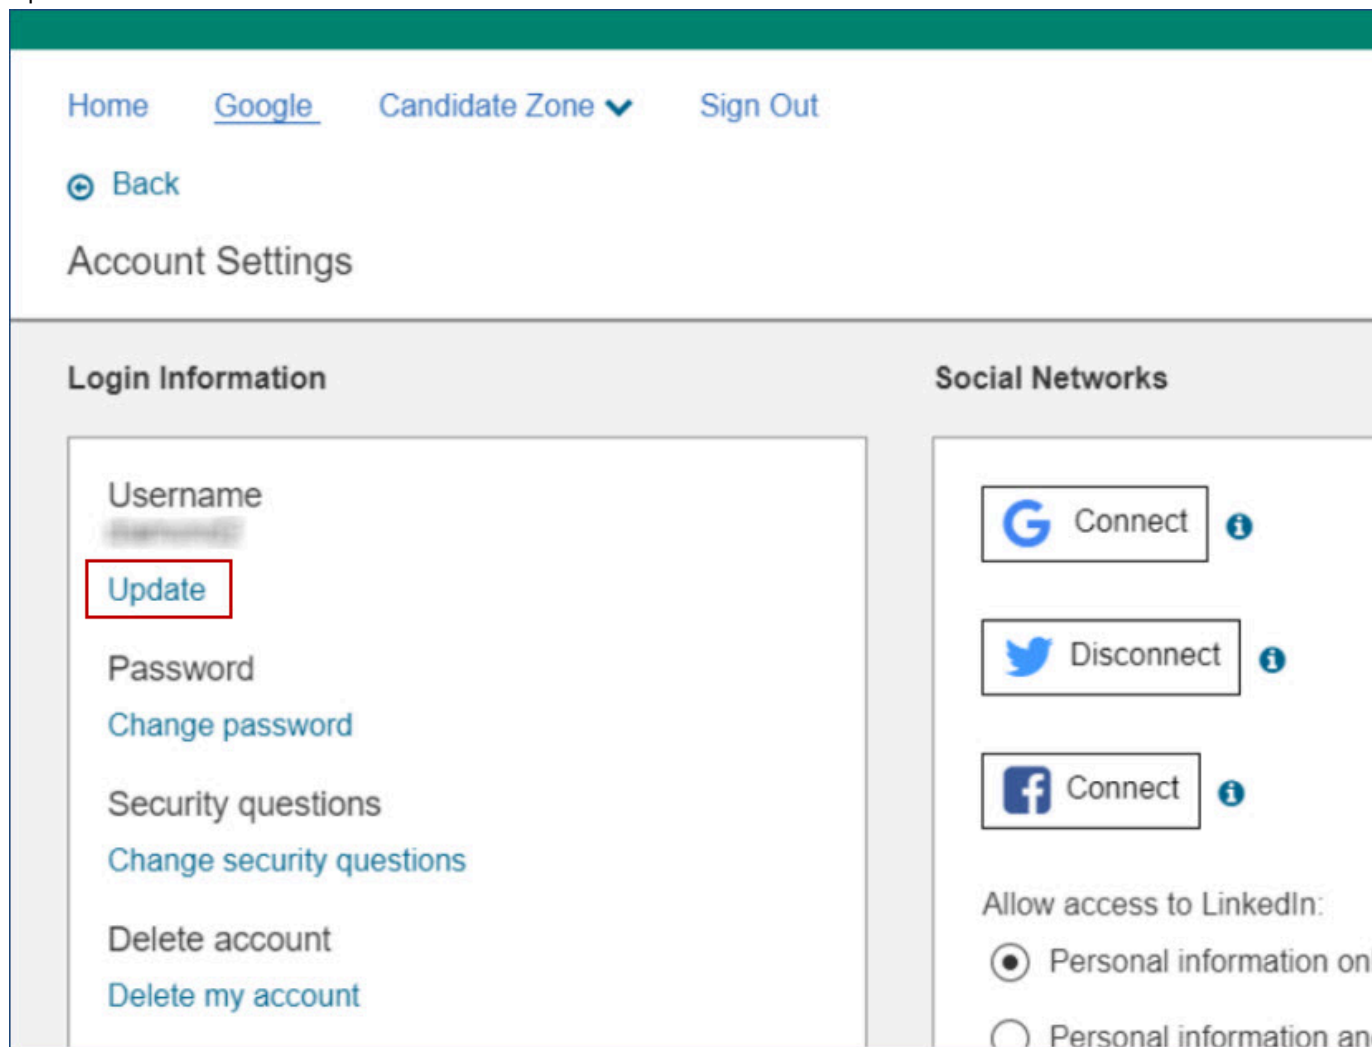 Home Google Candidate Zone Sign Out
Back
Account Settings
Login Information
Username
Update
Password
Change password
Security questions
Change security questions
Delete account
Delete my account
Social Networks
Connect
Disconnect
Connect
Allow access to LinkedIn:
Personal information on
Personal information an